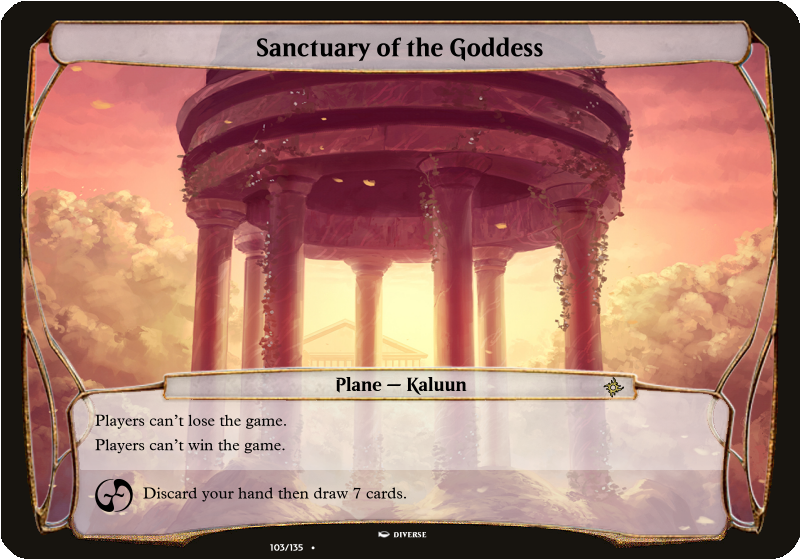 Sanctuary of the Goddess
Plane — Kaluun
Players can't lose the game.
Players can't win the game.
Discard your hand then draw 7 cards.
DIVERSE
103/135 •